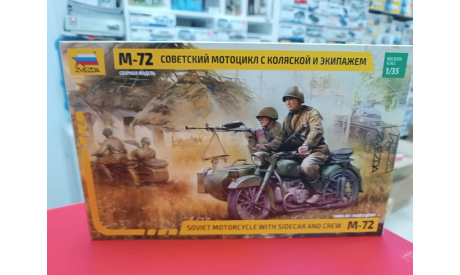 ZVEZDA
М-72 СОВЕТСКИЙ МОТОЦИКЛ С КОЛЯСКОЙ И ЭКИПАЖЕМ
СБОРНАЯ МОДЕЛЬ
1/35
SOVIET MOTORCYCLE WITH SIDECAR AND CREW M-72